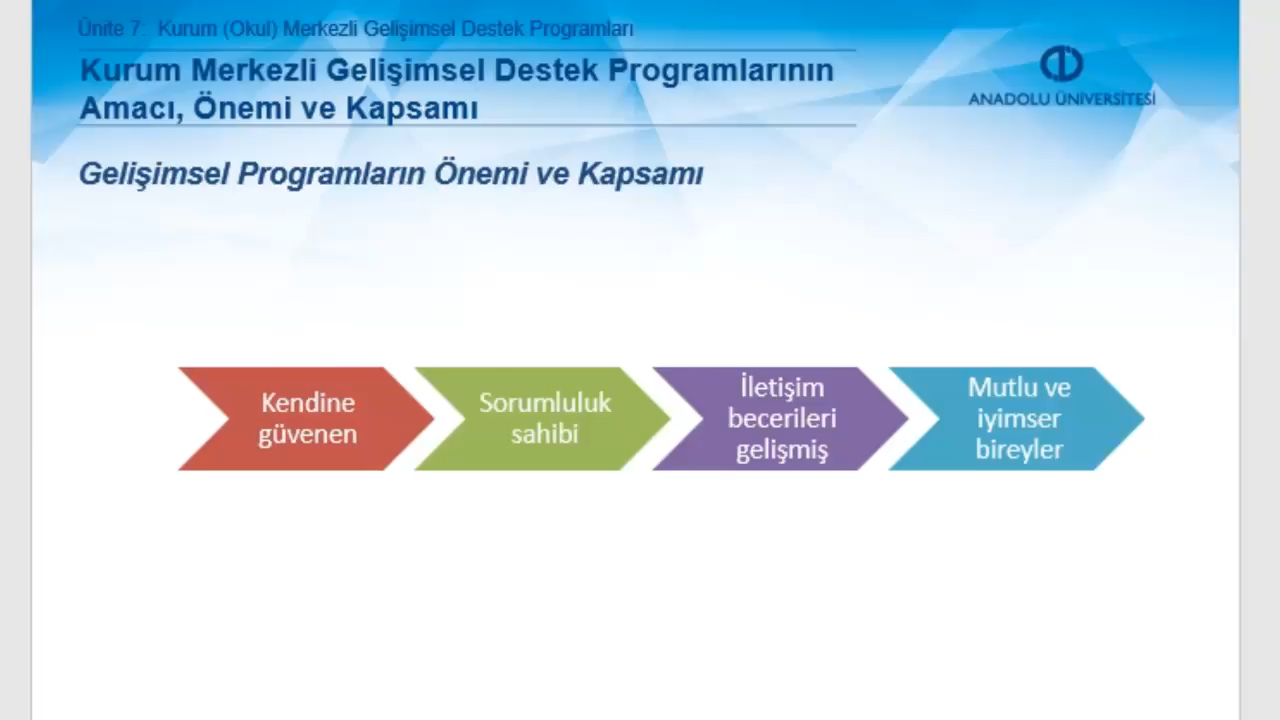 Ünite 7: Kurum (Okul) Merkezli Gelişimsel Destek Programları
Kurum Merkezli Gelişimsel Destek Programlarının
Amacı, Önemi ve Kapsamı
ANADOLU ÜNİVERSİTESİ
Gelişimsel Programların Önemi ve Kapsamı
Kendine
güvenen
Sorumluluk
sahibi
İletişim
becerileri
gelişmiş
Mutlu ve
iyimser
bireyler